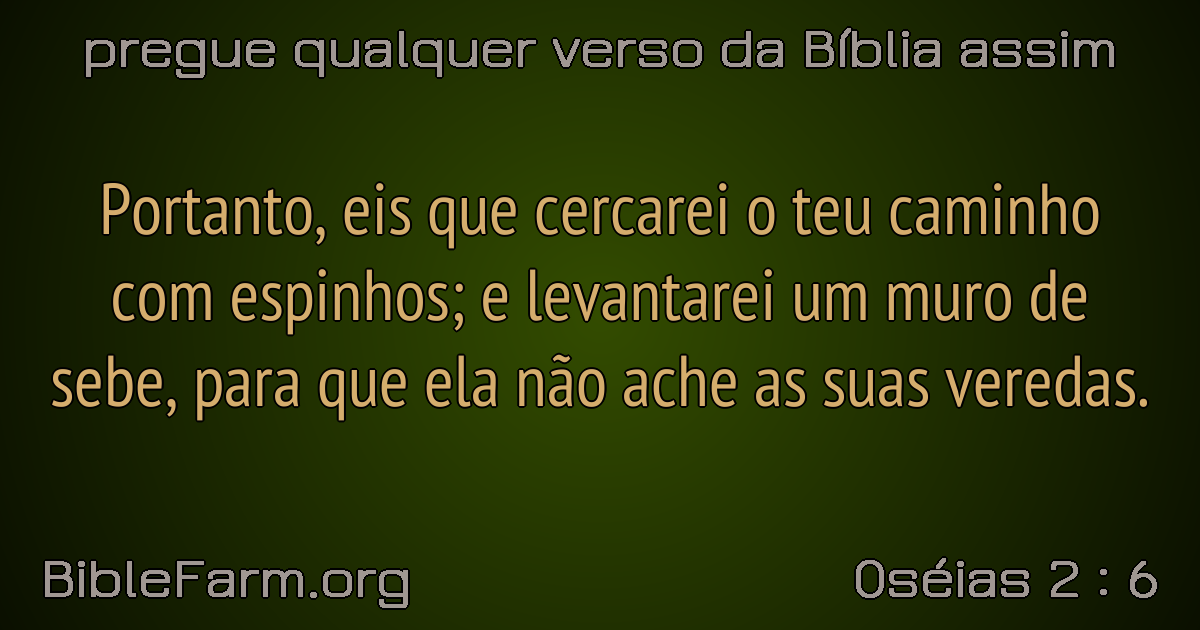 pregue qualquer verso da Bíblia assim
Portanto, eis que cercarei o teu caminho
com espinhos; e levantarei um muro de
sebe, para que ela não ache as suas veredas.
BibleFarm.org
Oséias 2 : 6